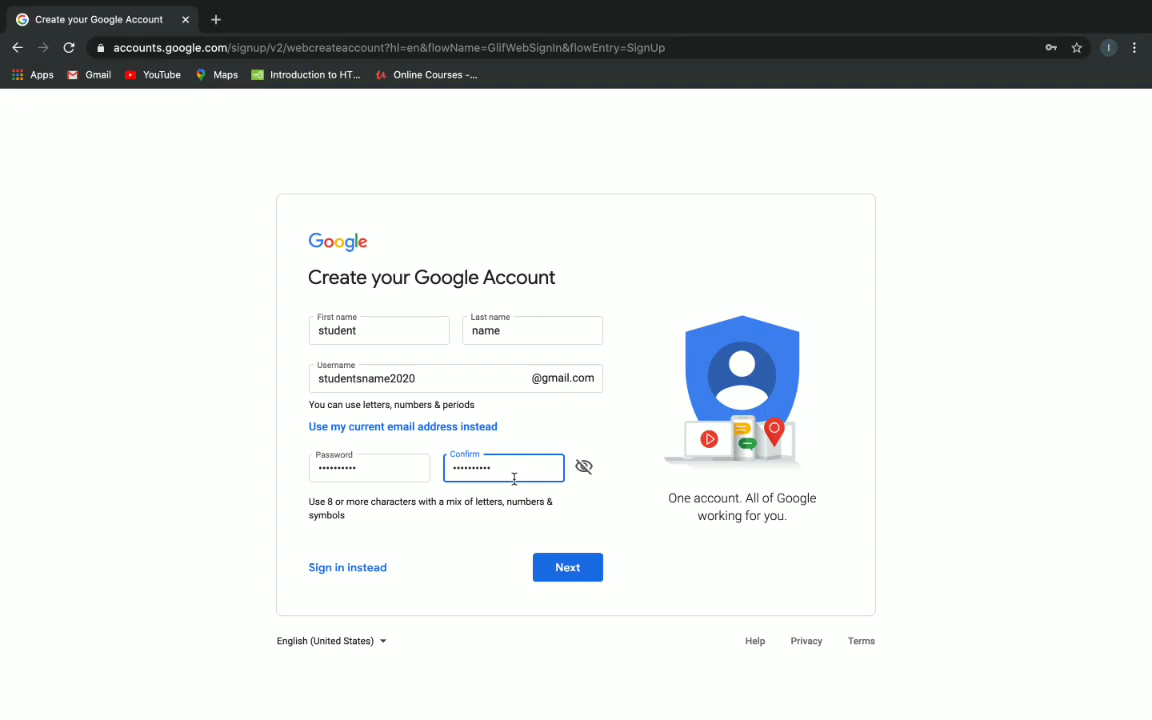 Create your Google Account
accounts.google.com/signup/v2/webcreateaccount?hl=en&flowName=GlifWebSignIn&flowEntry=SignUp
I
Apps Gmail YouTube Maps Introduction to HT... Online Courses -...
Google
Create your Google Account
First name Last name
student name
Username
studentsname2020 @gmail.com
You can use letters, numbers & periods
Use my current email address instead
Password Confirm
•••••••••• ••••••••••
Use 8 or more characters with a mix of letters, numbers &
symbols
One account. All of Google
working for you.
Sign in instead Next
English (United States) Help Privacy Terms